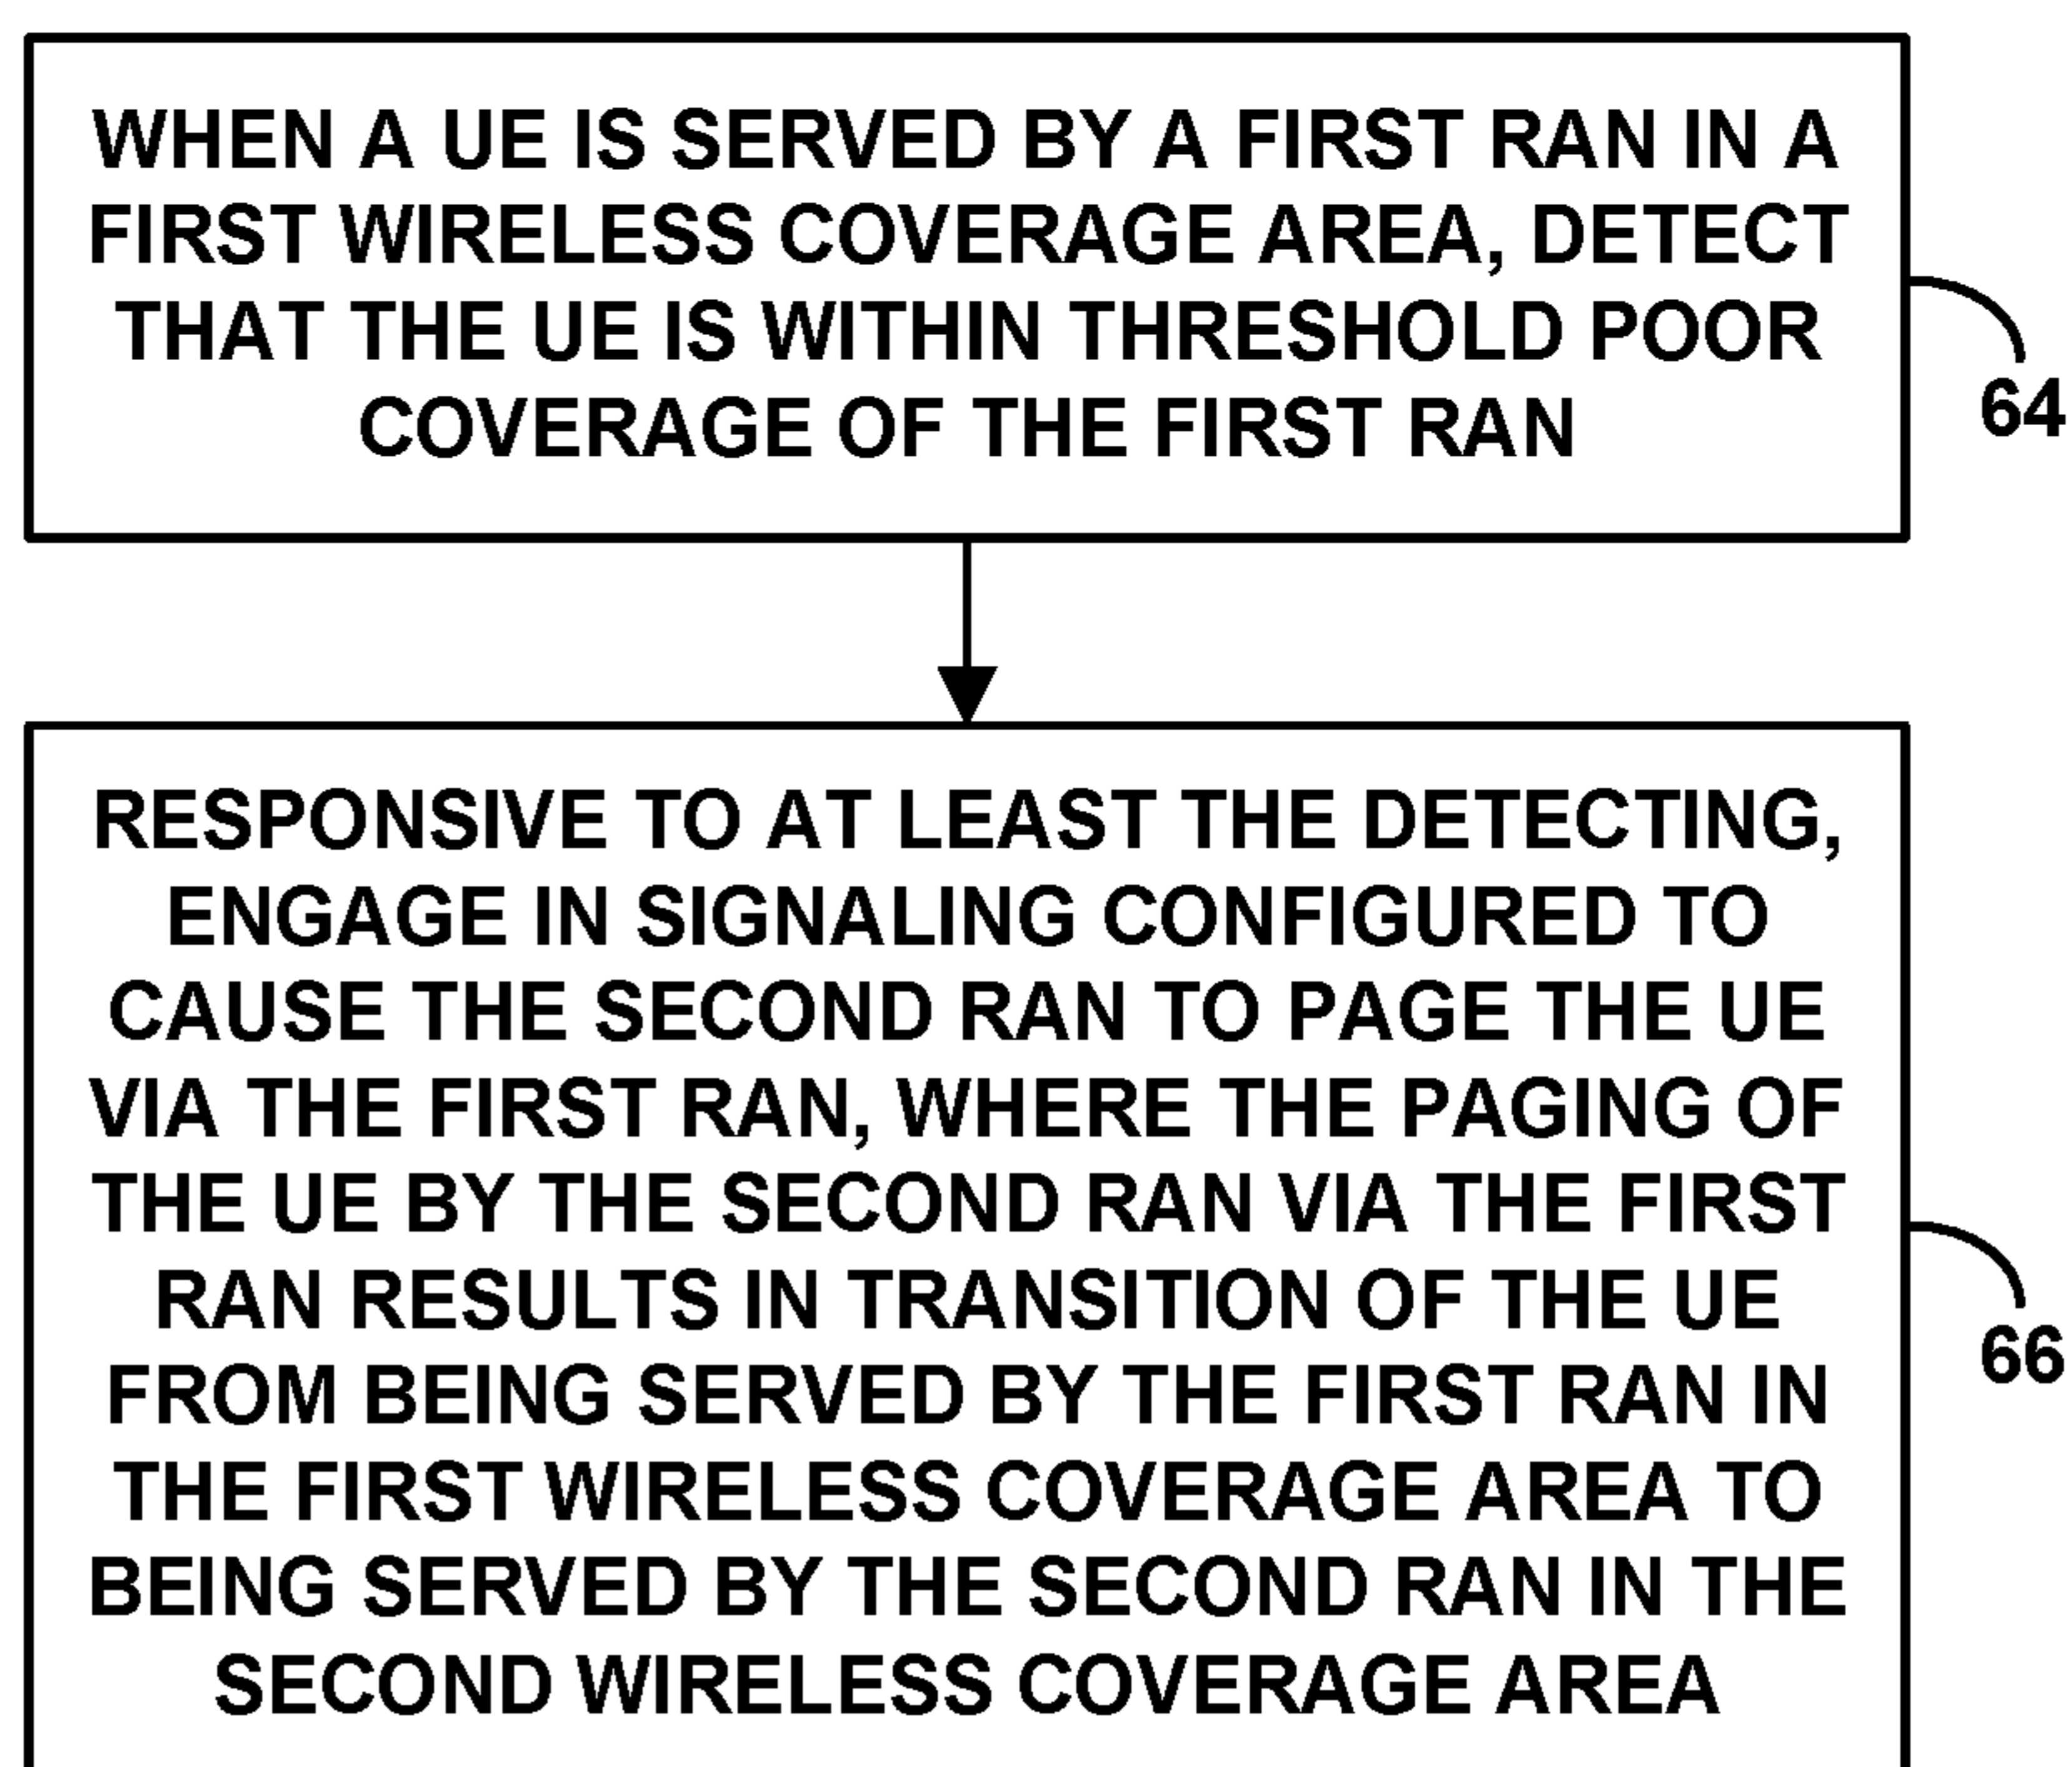 WHEN A UE IS SERVED BY A FIRST RAN IN A
FIRST WIRELESS COVERAGE AREA, DETECT
THAT THE UE IS WITHIN THRESHOLD POOR
COVERAGE OF THE FIRST RAN
64
RESPONSIVE TO AT LEAST THE DETECTING,
ENGAGE IN SIGNALING CONFIGURED TO
CAUSE THE SECOND RAN TO PAGE THE UE
VIA THE FIRST RAN, WHERE THE PAGING OF
THE UE BY THE SECOND RAN VIA THE FIRST
RAN RESULTS IN TRANSITION OF THE UE
FROM BEING SERVED BY THE FIRST RAN IN
THE FIRST WIRELESS COVERAGE AREA TO
BEING SERVED BY THE SECOND RAN IN THE
SECOND WIRELESS COVERAGE AREA
66